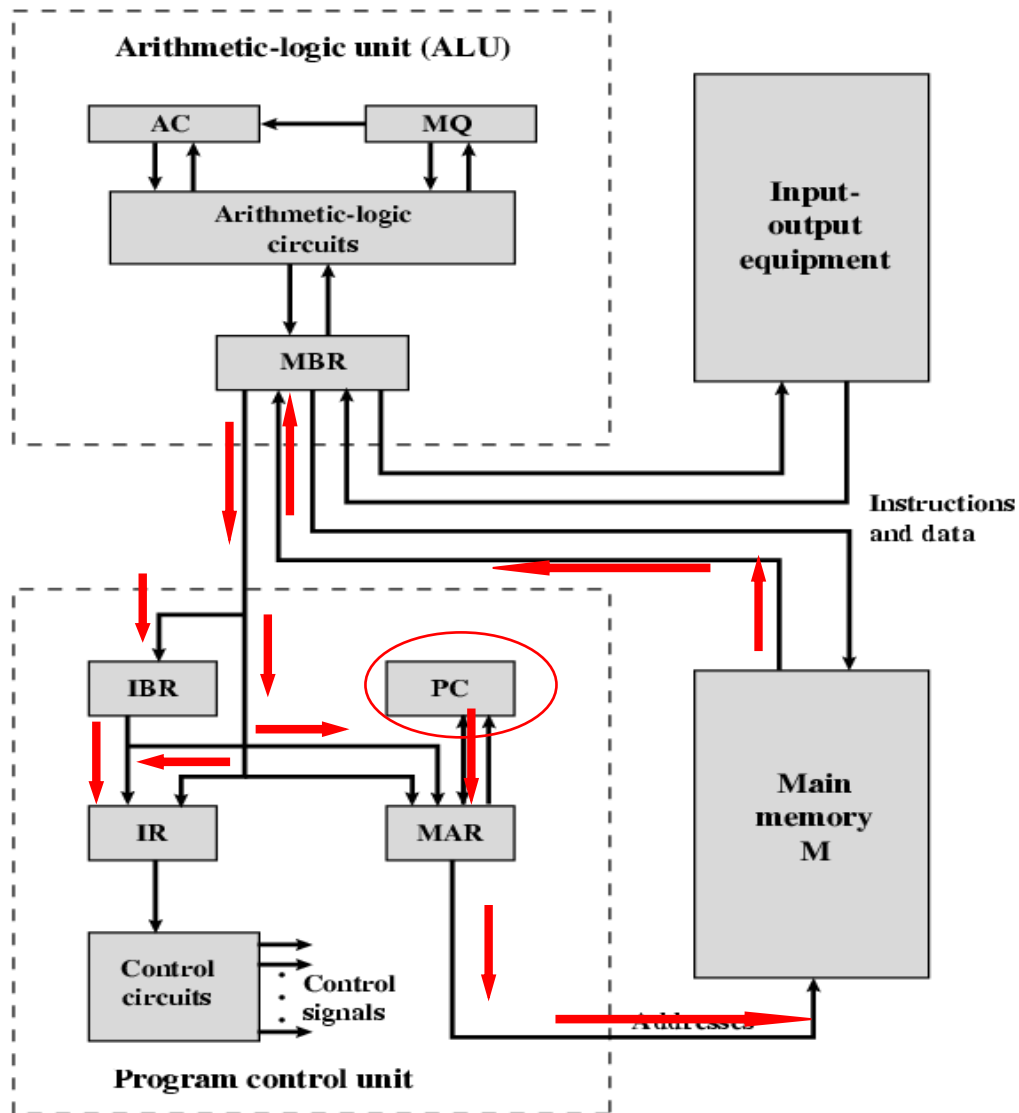 Arithmetic-logic unit (ALU)
AC
MQ
Arithmetic-logic
circuits
Input-
output
equipment
MBR
Instructions
and data
IBR
PC
IR
MAR
Main
memory
M
Control
circuits
Control
signals
Addresses
Program control unit